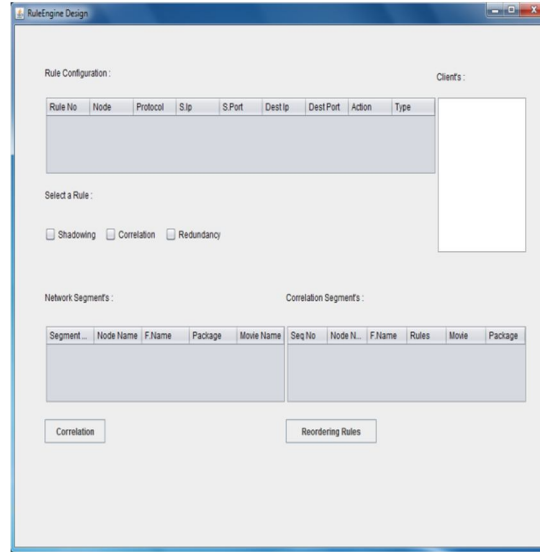 RuleEngine Design
Rule Configuration :
Client's :
Rule No Node Protocol S.Ip S.Port Dest Ip Dest Port Action Type
Select a Rule :
Shadowing Correlation Redundancy
Network Segment's :
Correlation Segment's :
Segment ... Node Name F.Name Package Movie Name
Seq No Node N... F.Name Rules Movie Package
Correlation
Reordering Rules